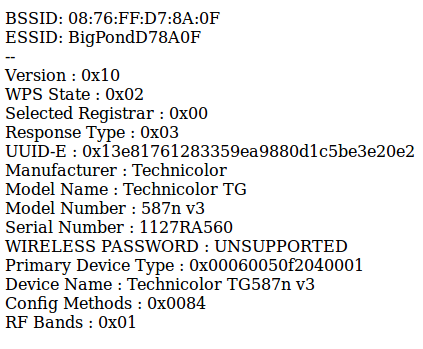 BSSID: 08:76:FF:D7:8A:0F
ESSID: BigPondD78A0F
--
Version : 0x10
WPS State : 0x02
Selected Registrar : 0x00
Response Type : 0x03
UUID-E : 0x13e81761283359ea9880d1c5be3e20e2
Manufacturer : Technicolor
Model Name : Technicolor TG
Model Number : 587n v3
Serial Number : 1127RA560
WIRELESS PASSWORD : UNSUPPORTED
Primary Device Type : 0x00060050f2040001
Device Name : Technicolor TG587n v3
Config Methods : 0x0084
RF Bands : 0x01